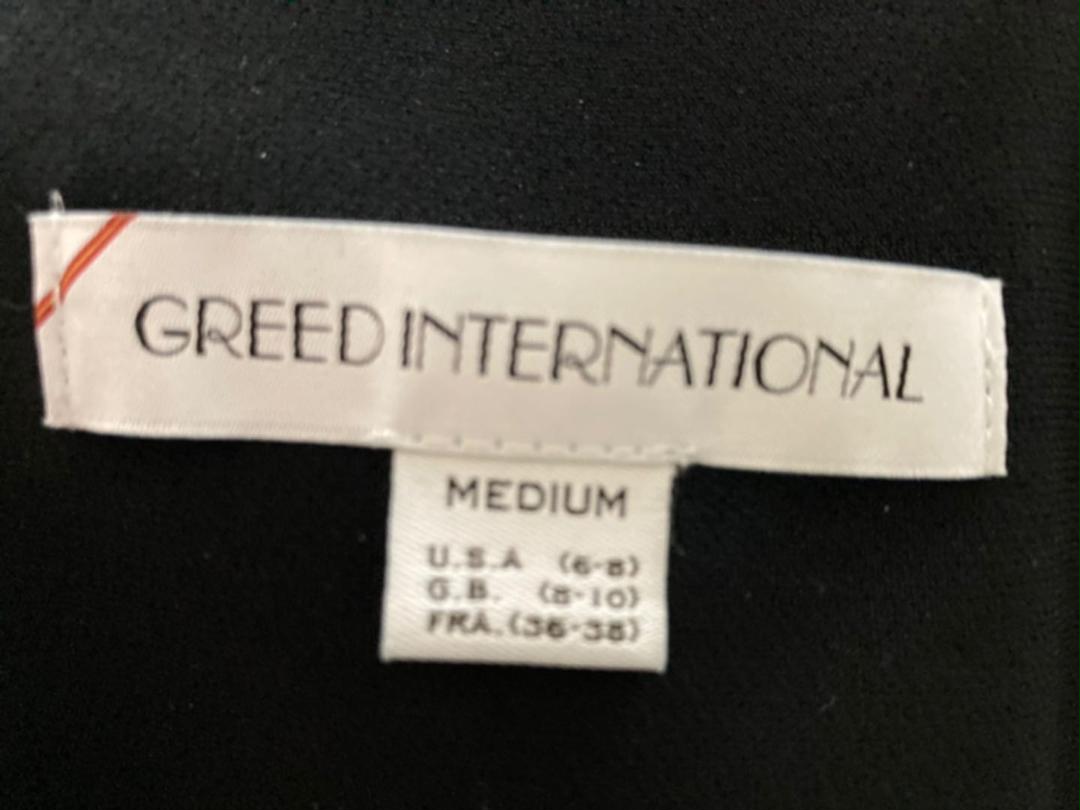 GREED INTERNATIONAL
MEDIUM
U.S.A (6-8)
G.B. (8-10)
FRA. (36-38)